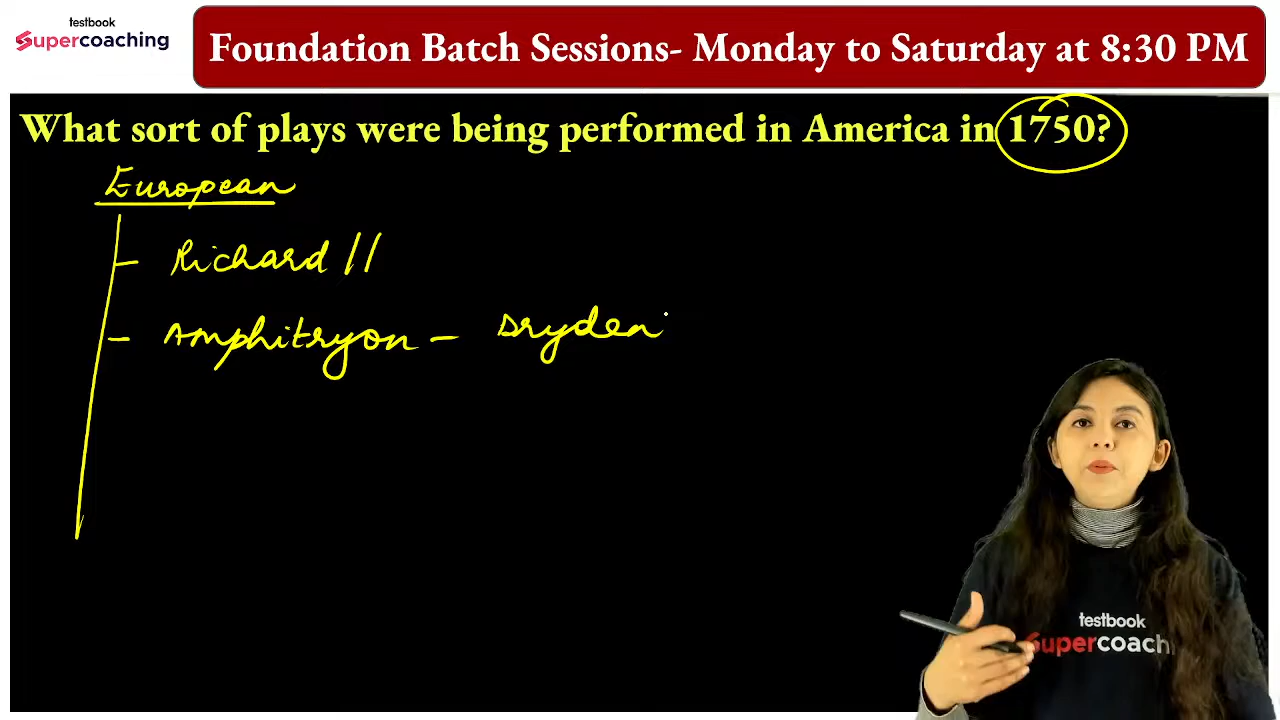 testbook
Supercoaching
Foundation Batch Sessions- Monday to Saturday at 8:30 PM
What sort of plays were being performed in America in 1750?
European
- Richard II
- Amphitryon - Dryden
testbook
Supercoach